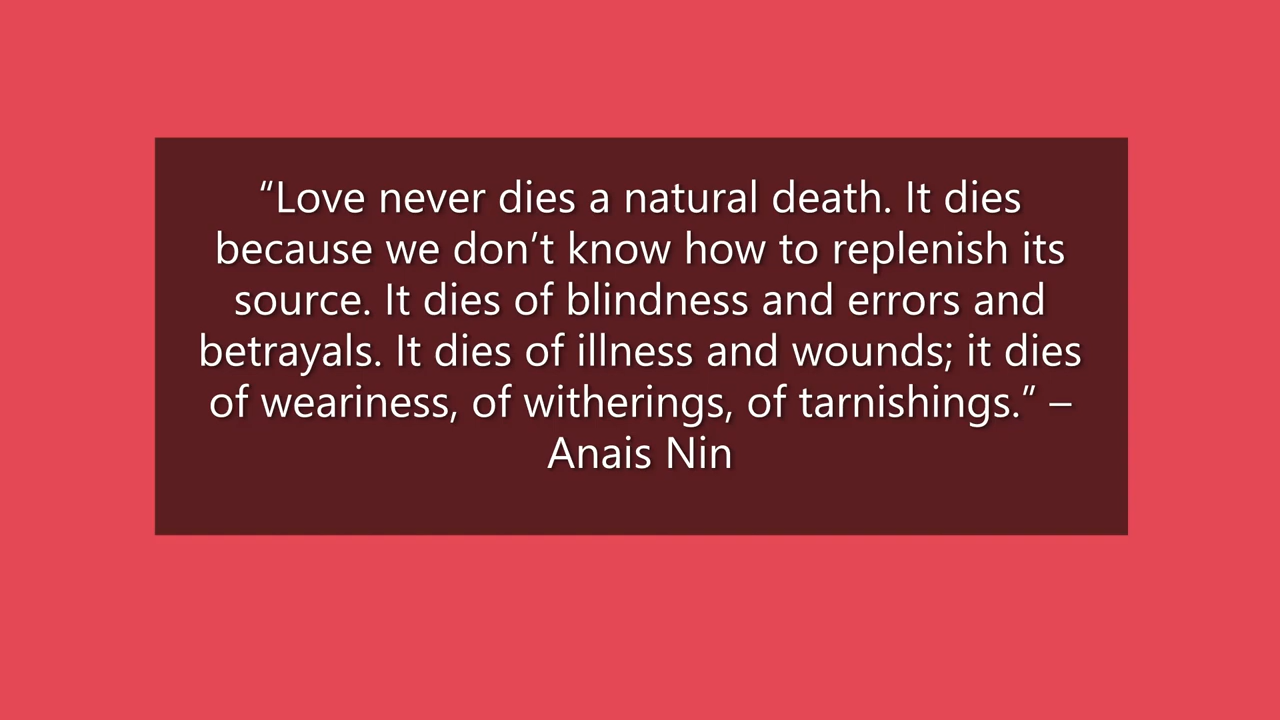 “Love never dies a natural death. It dies
because we don’t know how to replenish its
source. It dies of blindness and errors and
betrayals. It dies of illness and wounds; it dies
of weariness, of witherings, of tarnishings.” –
Anais Nin